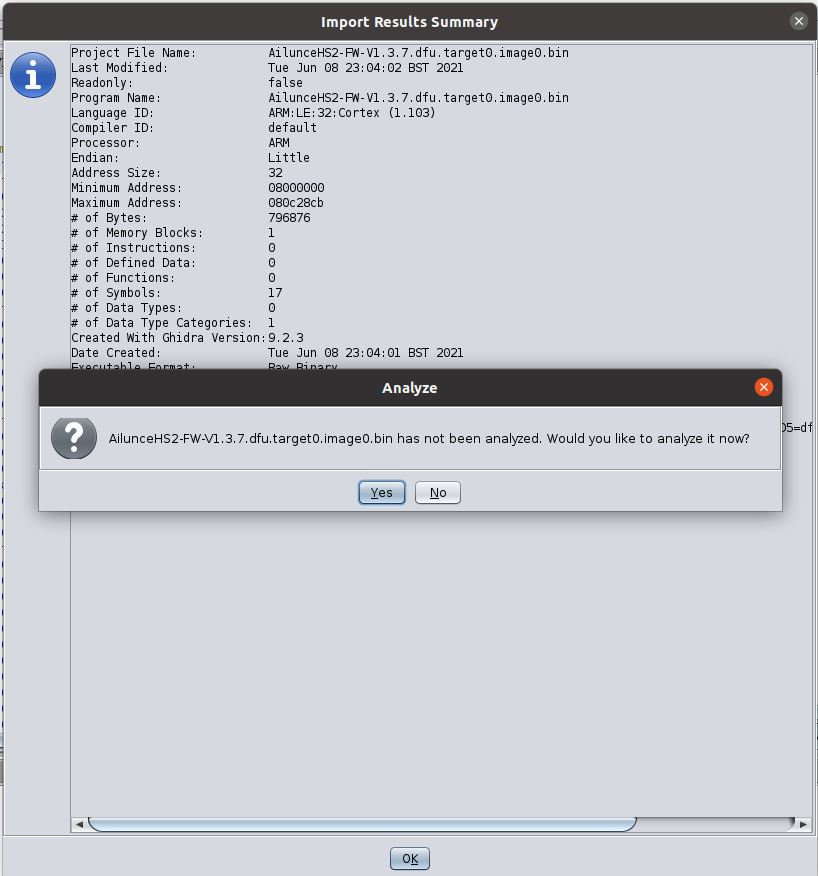 Import Results Summary
Project File Name: AilunceHS2-FW-V1.3.7.dfu.target0.image0.bin
Last Modified: Tue Jun 08 23:04:02 BST 2021
Readonly: false
Program Name: AilunceHS2-FW-V1.3.7.dfu.target0.image0.bin
Language ID: ARM:LE:32:Cortex (1.103)
Compiler ID: default
Processor: ARM
Endian: Little
Address Size: 32
Minimum Address: 08000000
Maximum Address: 080c28cb
# of Bytes: 796876
# of Memory Blocks: 1
# of Instructions: 0
# of Defined Data: 0
# of Functions: 0
# of Symbols: 17
# of Data Types: 0
# of Data Type Categories: 1
Created With Ghidra Version: 9.2.3
Date Created: Tue Jun 08 23:04:01 BST 2021
Executable Format: Raw Binary
Analyze
AilunceHS2-FW-V1.3.7.dfu.target0.image0.bin has not been analyzed. Would you like to analyze it now?
Yes No
OK